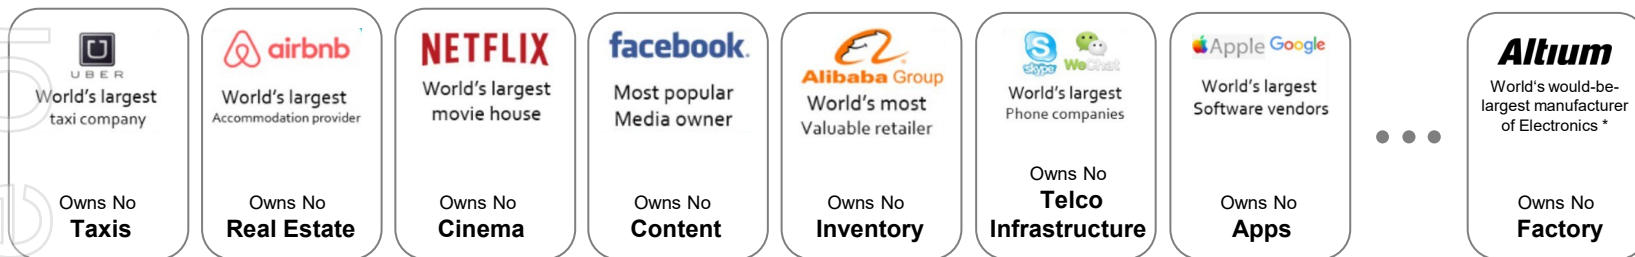 UBER
World's largest
taxi company
Owns No
Taxis
airbnb
World's largest
Accommodation provider
Owns No
Real Estate
NETFLIX
World's largest
movie house
Owns No
Cinema
facebook.
Most popular
Media owner
Owns No
Content
Alibaba Group
World's most
Valuable retailer
Owns No
Inventory
skype WeChat
World's largest
Phone companies
Owns No
Telco
Infrastructure
Apple Google
World's largest
Software vendors
Owns No
Apps
Altium
World's would-be-
largest manufacturer
of Electronics *
Owns No
Factory